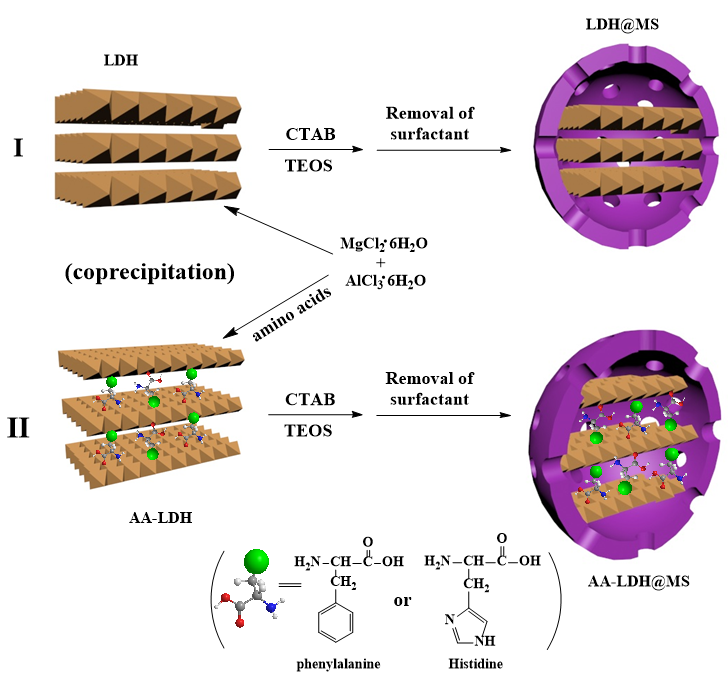 LDH@MS
LDH
I
CTAB
TEOS
Removal of
surfactant
MgCl₂·6H₂O
+
AlCl₃·6H₂O
(coprecipitation)
amino acids
II
CTAB
TEOS
Removal of
surfactant
AA-LDH
AA-LDH@MS
O
H₂N–CH–C–OH
CH₂
phenylalanine
or
O
H₂N–CH–C–OH
CH₂
N
NH
Histidine